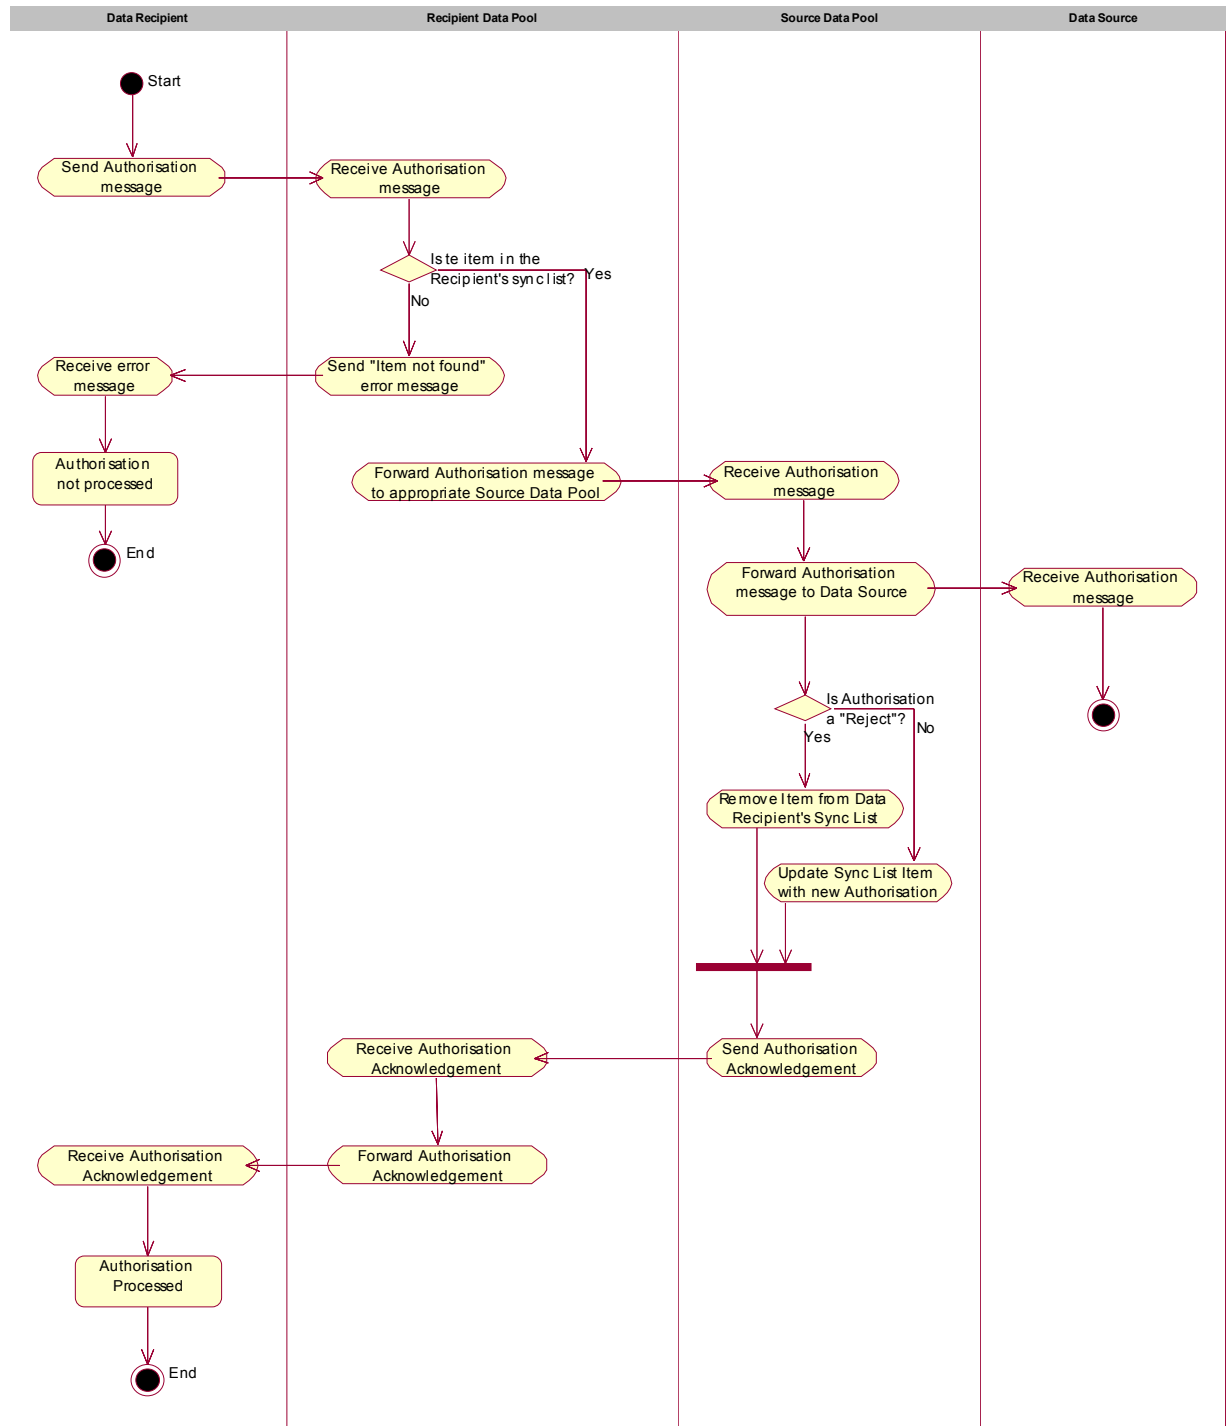 Data Recipient
Recipient Data Pool
Source Data Pool
Data Source
Start
Send Authorisation
message
Receive Authorisation
message
Is te item in the
Recipient's sync list?
Yes
No
Receive error
message
Send "Item not found"
error message
Authorisation
not processed
End
Forward Authorisation message
to appropriate Source Data Pool
Receive Authorisation
message
Forward Authorisation
message to Data Source
Receive Authorisation
message
Is Authorisation
a "Reject"?
Yes
No
Remove Item from Data
Recipient's Sync List
Update Sync List Item
with new Authorisation
Send Authorisation
Acknowledgement
Receive Authorisation
Acknowledgement
Forward Authorisation
Acknowledgement
Receive Authorisation
Acknowledgement
Authorisation
Processed
End